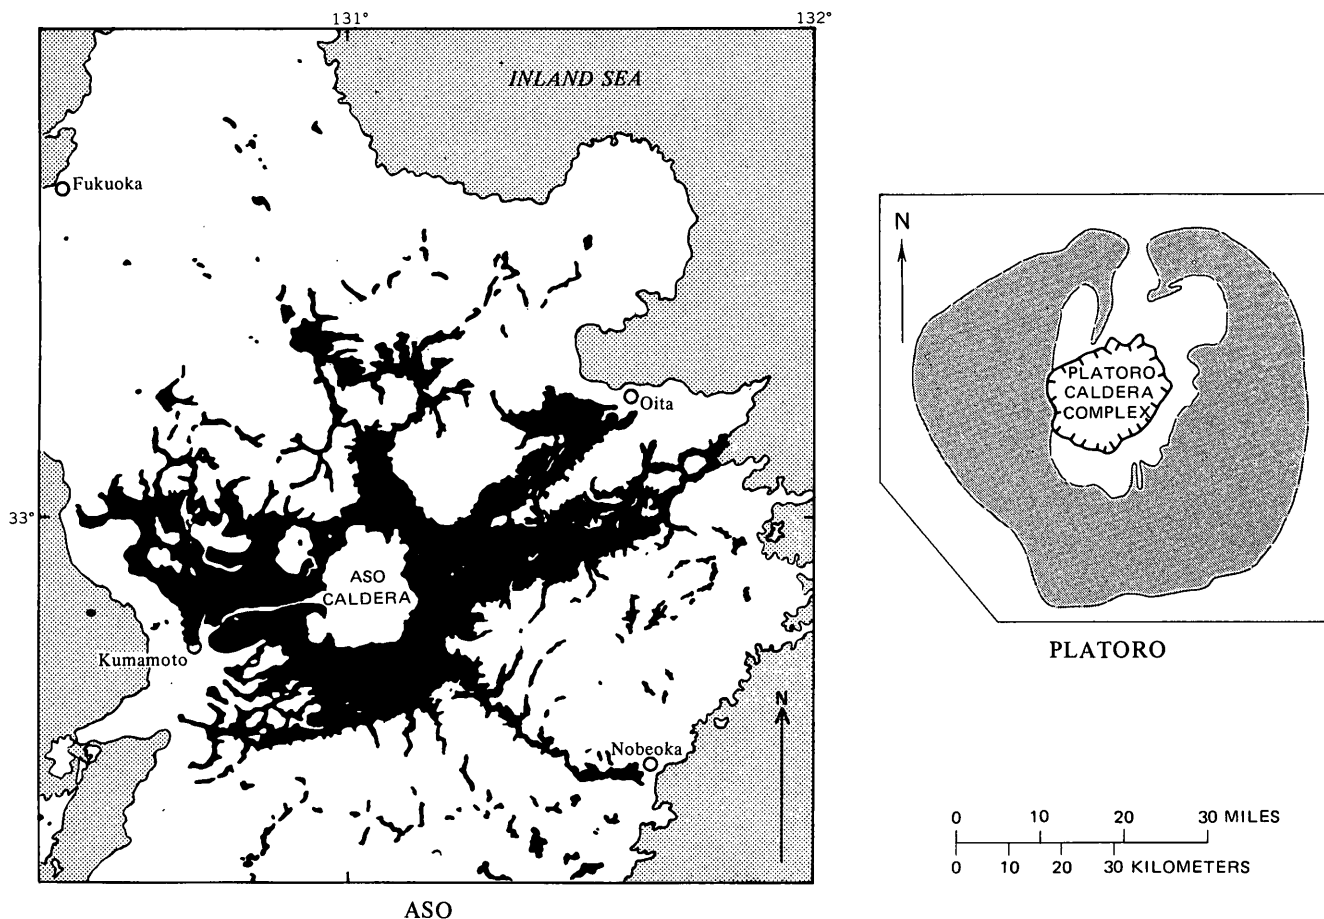 131°
132°
INLAND SEA
Fukuoka
Oita
33°
ASO
CALDERA
Kumamoto
N
Nobeoka
ASO
N
PLATORO
CALDERA
COMPLEX
PLATORO
0 10 20 30 MILES
0 10 20 30 KILOMETERS